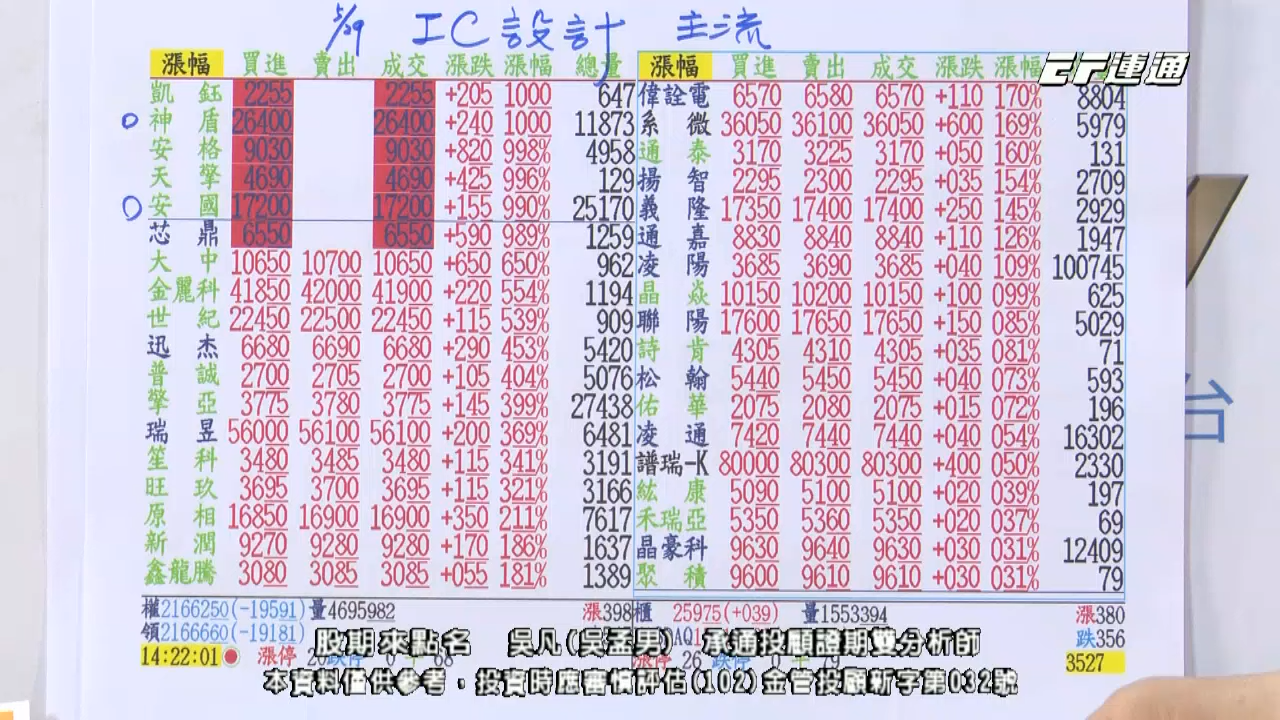 5/29 IC設計 主流
EF運通
漲幅 買進 賣出 成交 漲跌 漲幅 總量
凱鈺 2255 2255 +205 1000 647
神盾 26400 26400 +240 1000 11873
安格 9030 9030 +820 998% 4958
天擎 4690 4690 +425 996% 129
安國 17200 17200 +155 990% 25170
芯鼎 6550 6550 +590 989% 1259
大中 10650 10700 10650 +650 650% 962
金麗科 41850 42000 41900 +220 554% 1194
世紀 22450 22500 22450 +115 539% 909
迅杰 6680 6690 6680 +290 453% 5420
普誠 2700 2705 2700 +105 404% 5076
擎亞 3775 3780 3775 +145 399% 27438
瑞昱 56000 56100 56100 +200 369% 6481
笙科 3480 3485 3480 +115 341% 3191
旺玖 3695 3700 3695 +115 321% 3166
原相 16850 16900 16900 +350 211% 7617
新潤 9270 9280 9280 +170 186% 1637
鑫龍騰 3080 3085 3085 +055 181% 1389
漲幅 買進 賣出 成交 漲跌 漲幅
偉詮電 6570 6580 6570 +110 170% 8804
系微 36050 36100 36050 +600 169% 5979
通泰 3170 3225 3170 +050 160% 131
揚智 2295 2300 2295 +035 154% 2709
義隆 17350 17400 17400 +250 145% 2929
通嘉 8830 8840 8840 +110 126% 1947
凌陽 3685 3690 3685 +040 109% 100745
晶焱 10150 10200 10150 +100 099% 625
聯陽 17600 17650 17650 +150 085% 5029
詩肯 4305 4310 4305 +035 081% 71
松翰 5440 5450 5450 +040 073% 593
佑華 2075 2080 2075 +015 072% 196
凌通 7420 7440 7440 +040 054% 16302
譜瑞-K 80000 80300 80300 +400 050% 2330
紘康 5090 5100 5100 +020 039% 197
禾瑞亞 5350 5360 5350 +020 037% 69
晶豪科 9630 9640 9630 +030 031% 12409
聚積 9600 9610 9610 +030 031% 79
權2166250(-19591) 量4695982 漲398 櫃 25975(+039) 量1553394 漲380
領2166660(-19181) 跌356
14:22:01 漲停 20 跌停 0 平 68 漲停 26 跌停 0 平 79 3527
股期來點名 吳凡(吳孟男) 承通投顧證期雙分析師
本資料僅供參考，投資時應審慎評估(102)金管投顧新字第032號
台